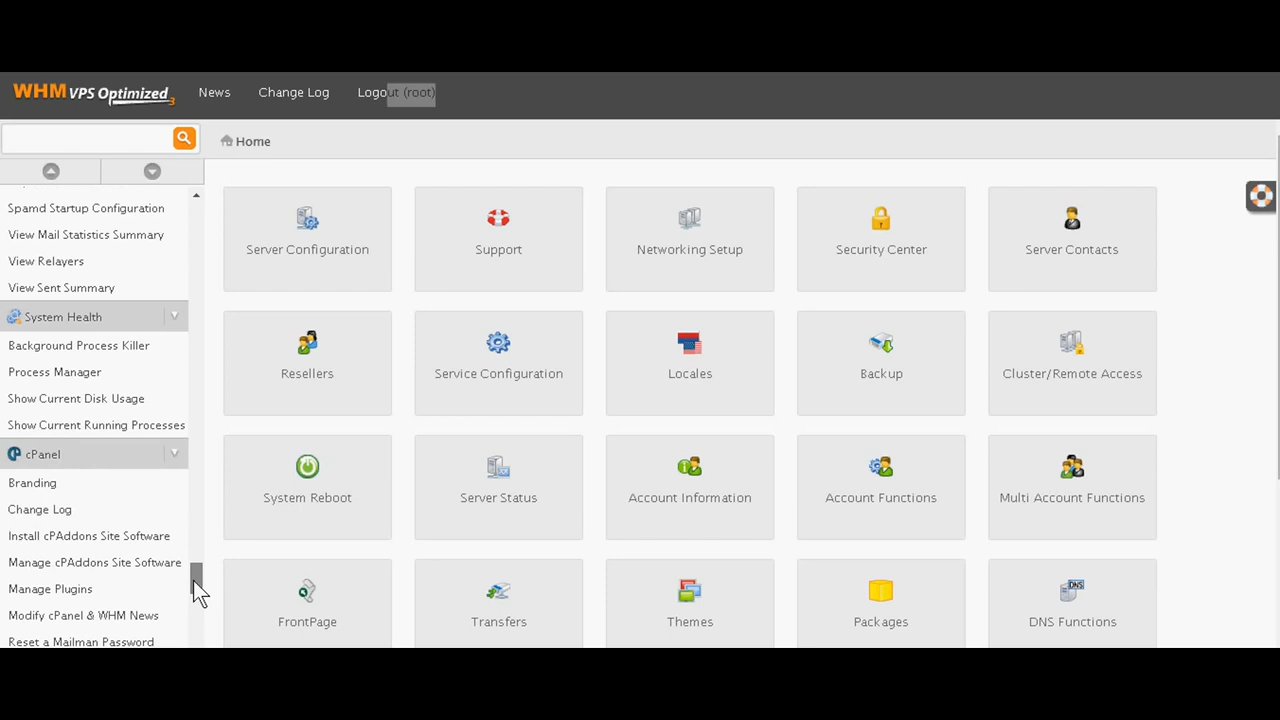 WHM VPS Optimized 3
News
Change Log
Logout (root)
Home
Spamd Startup Configuration
View Mail Statistics Summary
View Relayers
View Sent Summary
System Health
Background Process Killer
Process Manager
Show Current Disk Usage
Show Current Running Processes
cPanel
Branding
Change Log
Install cPAddons Site Software
Manage cPAddons Site Software
Manage Plugins
Modify cPanel & WHM News
Reset a Mailman Password
Server Configuration
Support
Networking Setup
Security Center
Server Contacts
Resellers
Service Configuration
Locales
Backup
Cluster/Remote Access
System Reboot
Server Status
Account Information
Account Functions
Multi Account Functions
FrontPage
Transfers
Themes
Packages
DNS
DNS Functions